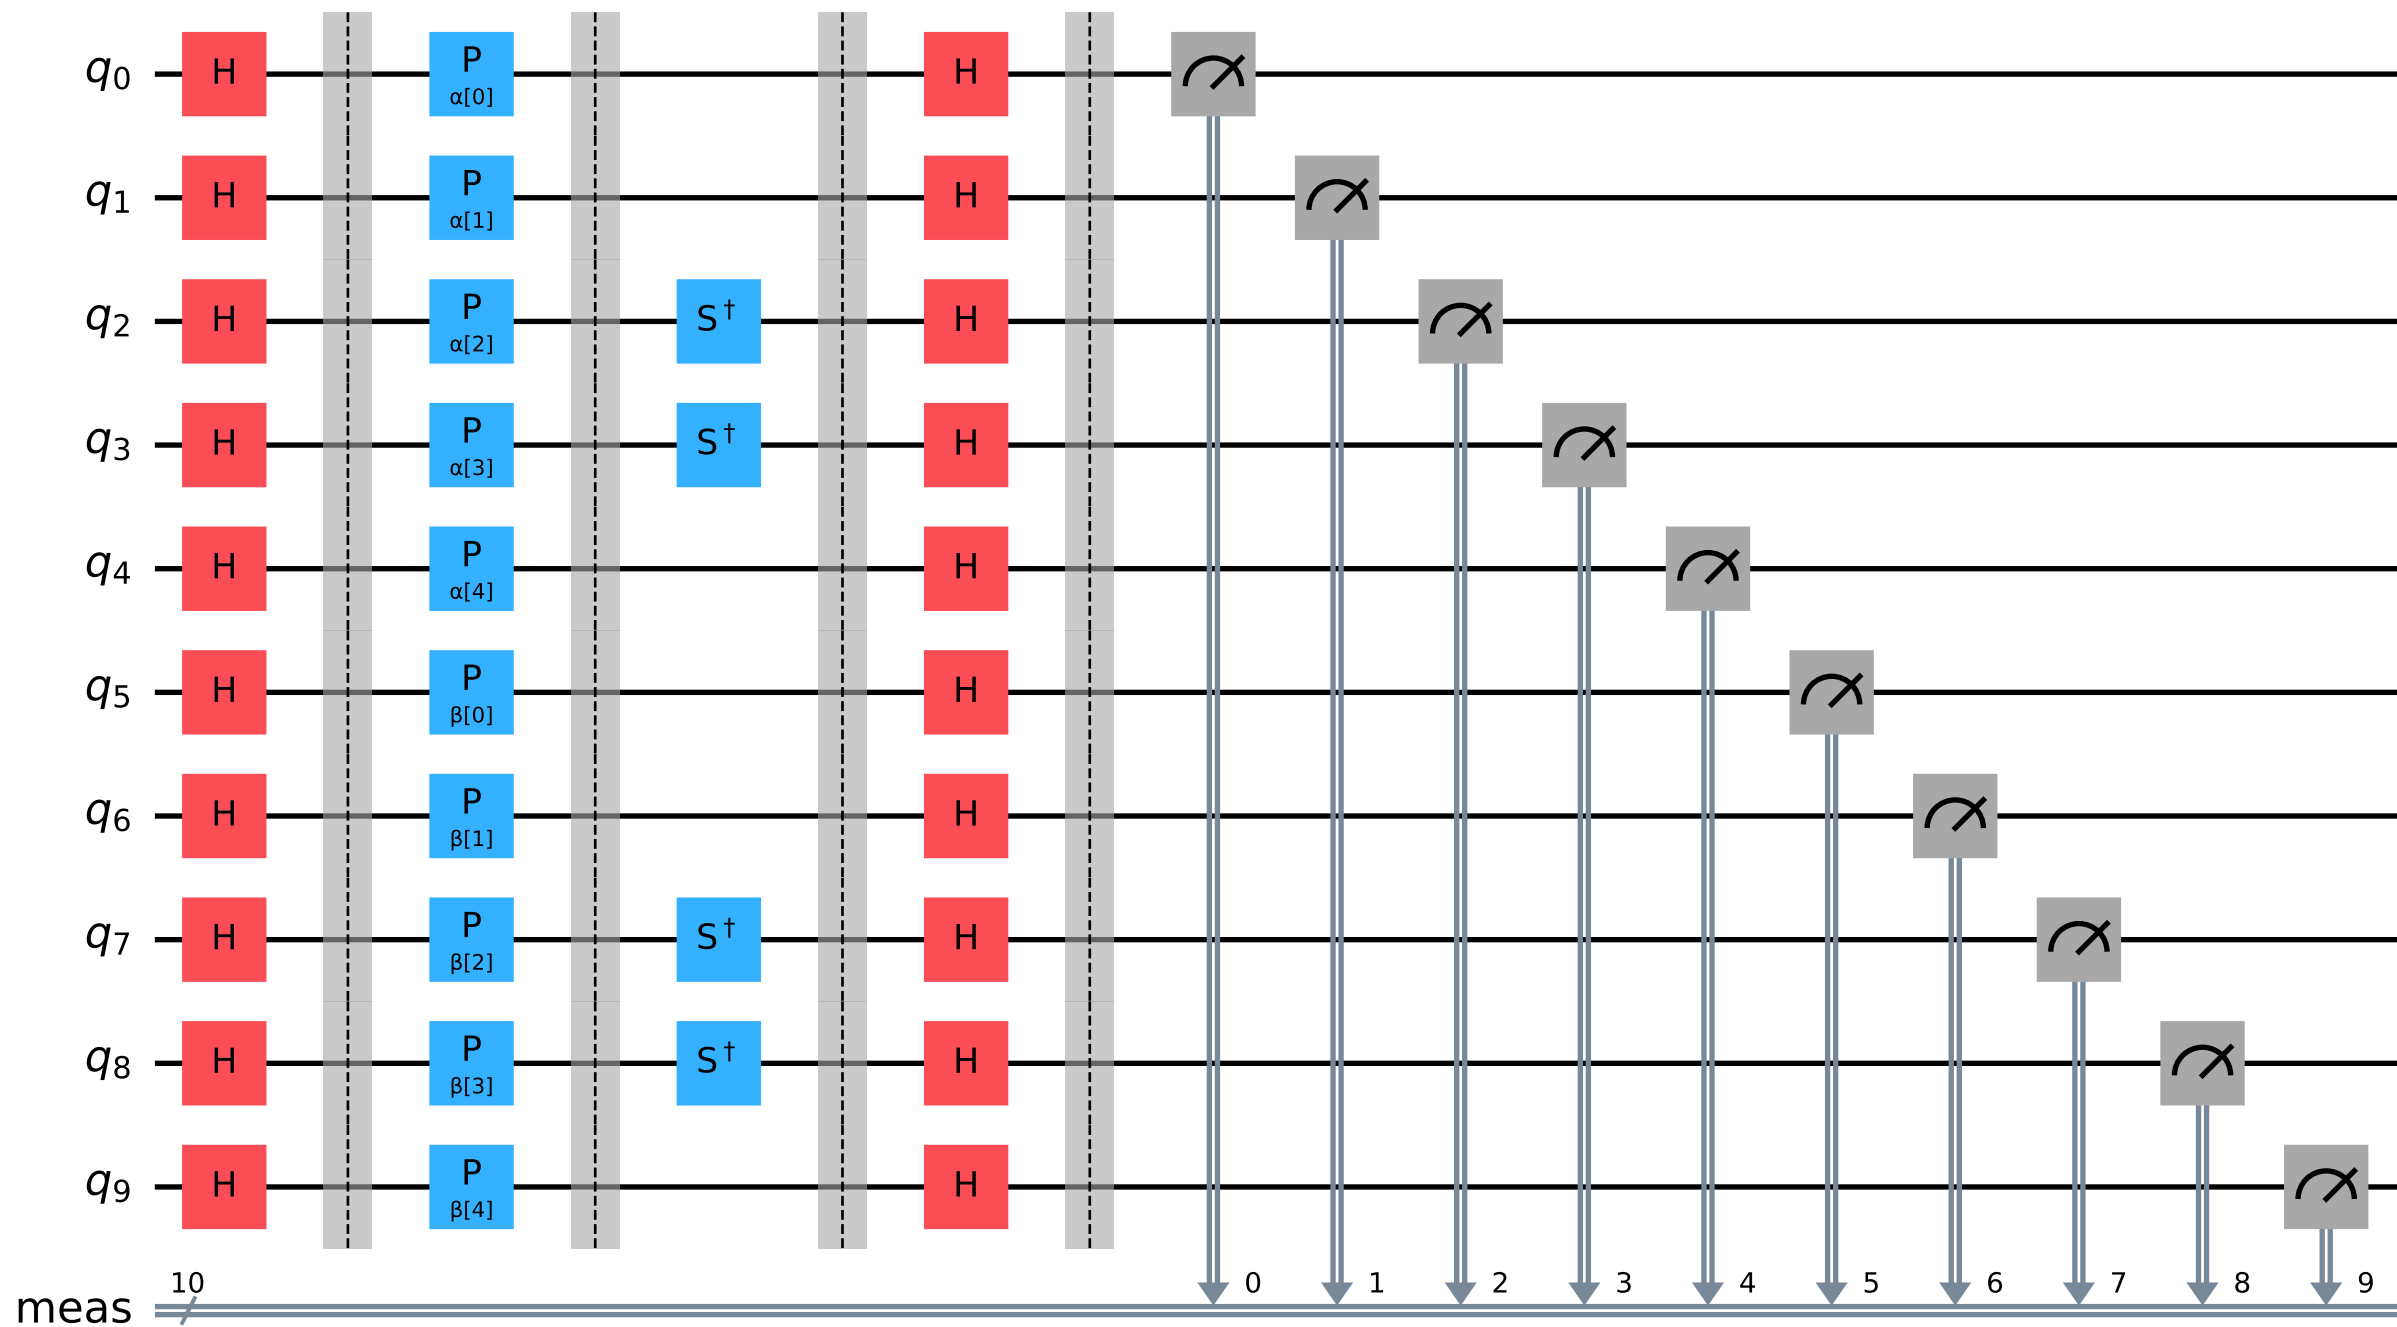 q0 H P α[0] H
q1 H P α[1] H
q2 H P α[2] S† H
q3 H P α[3] S† H
q4 H P α[4] H
q5 H P β[0] H
q6 H P β[1] H
q7 H P β[2] S† H
q8 H P β[3] S† H
q9 H P β[4] H
10 0 1 2 3 4 5 6 7 8 9
meas